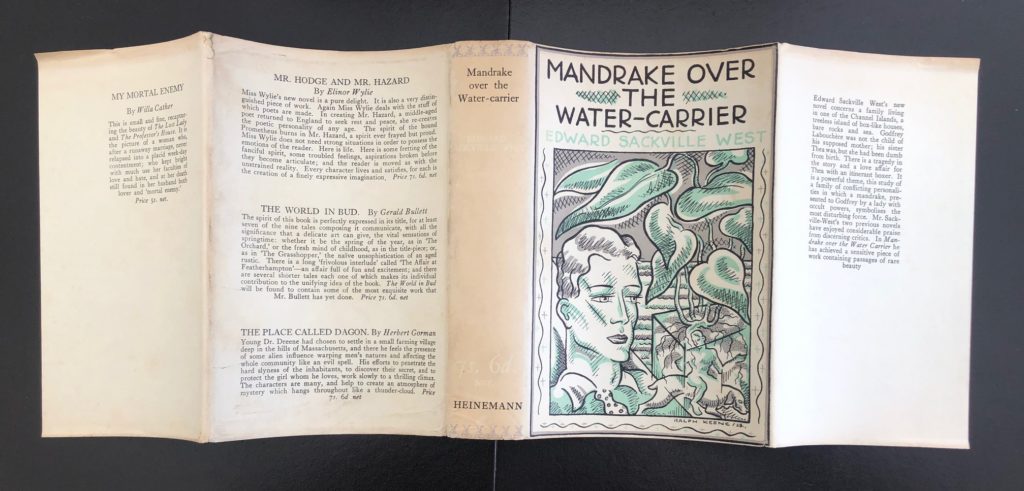 MY MORTAL ENEMY
By Willa Cather
This is small and fine, recaptur-
ing the beauty of The Lost Lady
and The Professor's House. It is
the picture of a woman who,
after a runaway marriage, never
relapsed into a placid work-day
contentment; who kept bright
with much use her faculties of
love and hate, and at her death
still found in her husband both
lover and 'mortal enemy.'
Price 5s. net.
MR. HODGE AND MR. HAZARD
By Elinor Wylie
Miss Wylie's new novel is a pure delight. It is also a very distin-
guished piece of work. Again Miss Wylie deals with the stuff of
which poets are made. In creating Mr. Hazard, a middle-aged
poet returned to England to seek rest and peace, she re-creates
the poetic personality of any age. The spirit of the bound
Prometheus burns in Mr. Hazard, a spirit ever frayed but proud.
Miss Wylie does not need strong situations in order to possess the
emotions of the reader. Here is life. Here is some fretting of the
fanciful spirit, some troubled feelings, aspirations broken before
they become articulate; and the reader is moved as with the
unstrained reality. Every character lives and satisfies, for each is
the creation of a finely expressive imagination. Price 7s. 6d. net.
THE WORLD IN BUD. By Gerald Bullett
The spirit of this book is perfectly expressed in its title, for at least
seven of the nine tales composing it communicate, with all the
significance that a delicate art can give, the vital sensations of
springtime: whether it be the spring of the year, as in 'The
Orchard,' or the fresh mind of childhood, as in the title-piece; or,
as in 'The Grasshopper,' the naïve unsophistication of an aged
rustic. There is a long 'frivolous interlude' called 'The Affair at
Featherhampton'—an affair full of fun and excitement; and there
are several shorter tales each one of which makes its individual
contribution to the unifying idea of the book. The World in Bud
will be found to contain some of the most exquisite work that
Mr. Bullett has yet done. Price 7s. 6d. net
THE PLACE CALLED DAGON. By Herbert Gorman
Young Dr. Dreene had chosen to settle in a small farming village
deep in the hills of Massachusetts, and there he feels the presence
of some alien influence warping men's natures and affecting the
whole community like an evil spell. His efforts to penetrate the
hard slyness of the inhabitants, to discover their secret, and to
protect the girl whom he loves, work slowly to a thrilling climax.
The characters are many, and help to create an atmosphere of
mystery which hangs throughout like a thunder-cloud. Price
7s. 6d net
Mandrake
over the
Water-carrier
7s. 6d.
NET
HEINEMANN
MANDRAKE OVER
THE
WATER-CARRIER
EDWARD SACKVILLE WEST
RALPH KEENE/28.
Edward Sackville West's new
novel concerns a family living
in one of the Channel Islands, a
treeless island of box-like houses,
bare rocks and sea. Godfrey
Labouchère was not the child of
his supposed mother; his sister
Thea was, but she had been dumb
from birth. There is a tragedy in
the story and a love affair for
Thea with an itinerant horder. It
is a powerful theme, this study of
a family of conflicting personali-
ties in which a mandrake, pre-
sented to Godfrey by a lady with
occult powers, symbolises the
most disturbing force. Mr. Sack-
ville-West's two previous novels
have enjoyed considerable praise
from discerning critics. In Man-
drake over the Water Carrier he
has achieved a sensitive piece of
work containing passages of rare
beauty